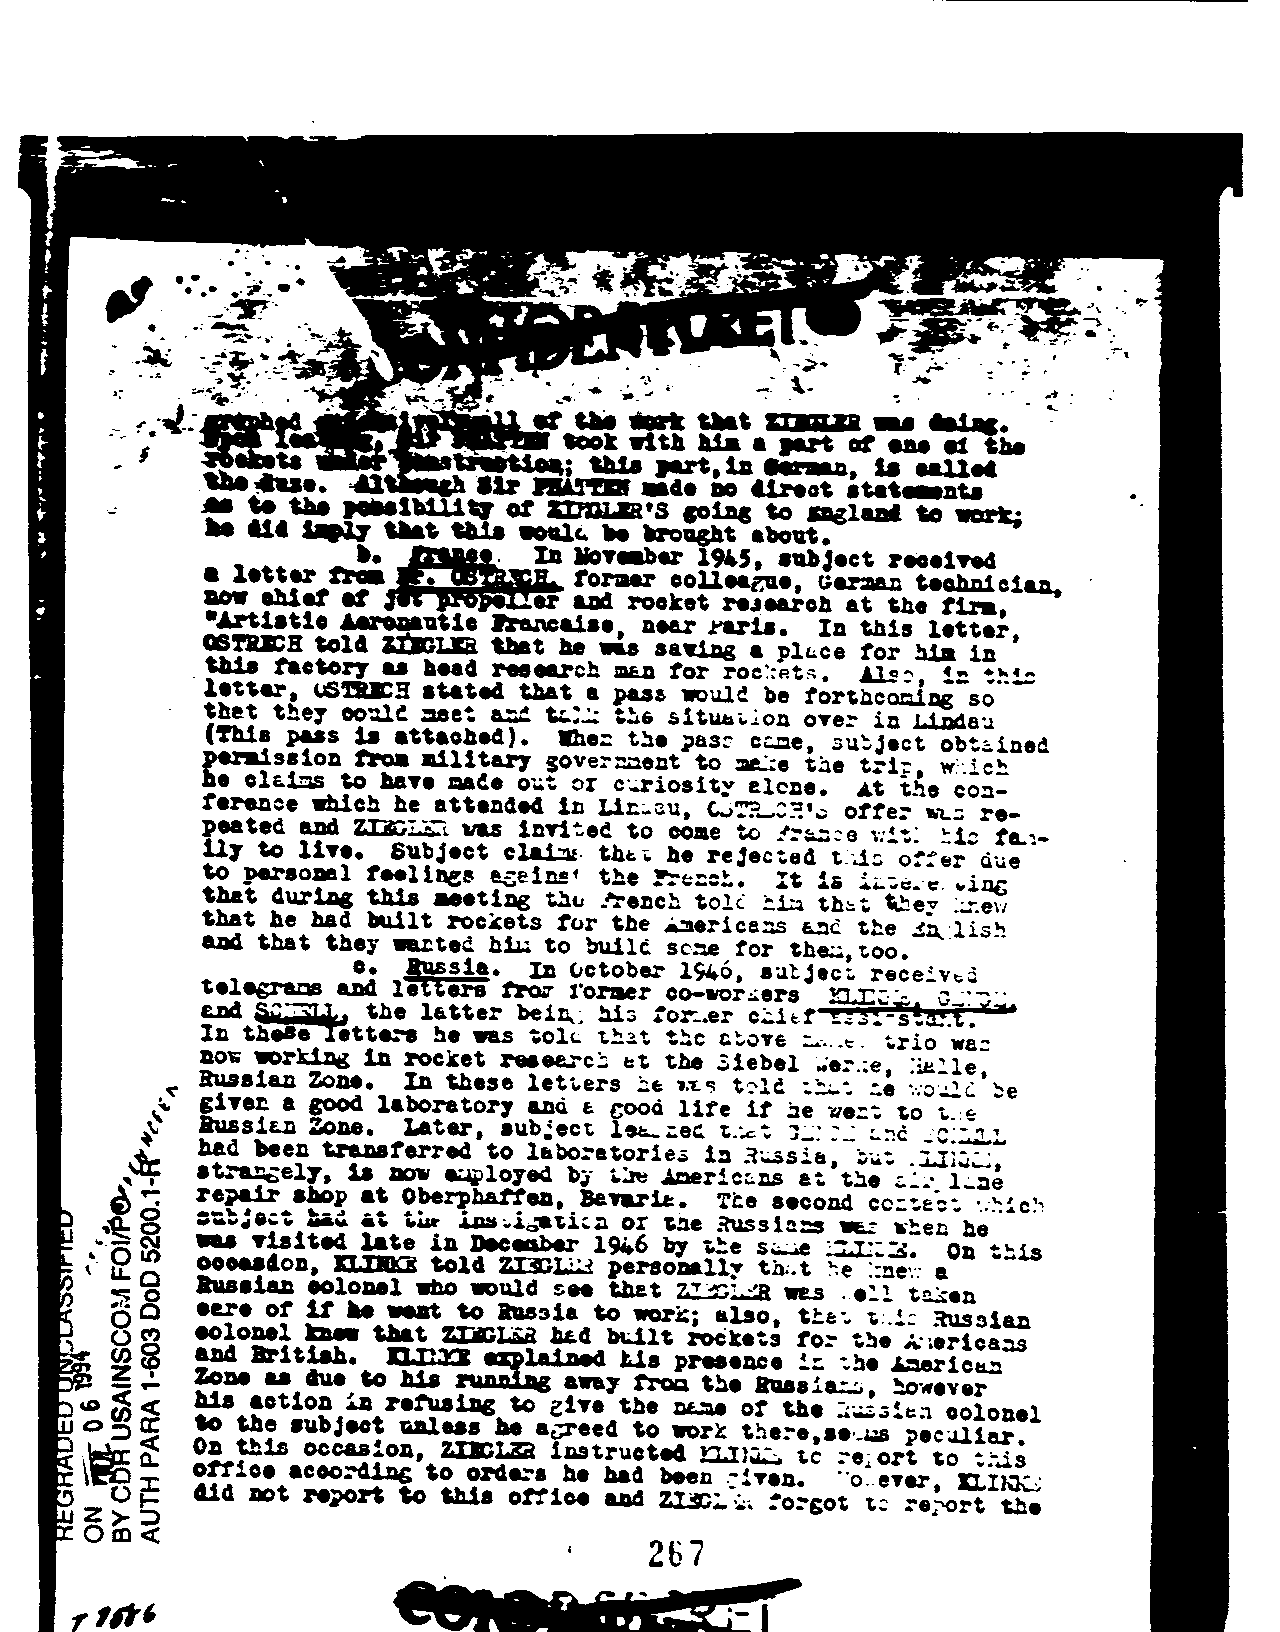 graphed all of the work that ZIEGLER was doing.
Upon leaving, Sir PHATTEN took with him a part of one of the
rockets under construction; this part, in German, is called
the duse. Although Sir PHATTEN made no direct statements
as to the possibility of ZIEGLER'S going to England to work;
he did imply that this would be brought about.
b. France. In November 1945, subject received
a letter from Dr. OSTRECH, former colleague, German technician,
now chief of jet propeller and rocket research at the firm,
"Artistie Aeronautie Francaise, near Paris. In this letter,
OSTRECH told ZIEGLER that he was saving a place for him in
this factory as head research man for rockets. Also, in this
letter, OSTRECH stated that a pass would be forthcoming so
that they could meet and talk the situation over in Lindau
(This pass is attached). When the pass came, subject obtained
permission from military government to make the trip, which
he claims to have made out of curiosity alone. At the con-
ference which he attended in Lindau, OSTRECH'S offer was re-
peated and ZIEGLER was invited to come to France with his fam-
ily to live. Subject claims that he rejected this offer due
to personal feelings against the French. It is interesting
that during this meeting the French told him that they knew
that he had built rockets for the Americans and the English
and that they wanted him to build some for them, too.
c. Russia. In October 1946, subject received
telegrams and letters from former co-workers KLINKE,
and SCHELL, the latter being his former chief assistant.
In these letters he was told that the above named trio was
now working in rocket research at the Siebel Werke, Halle,
Russian Zone. In these letters he was told that he would be
given a good laboratory and a good life if he went to the
Russian Zone. Later, subject learned that and SCHELL
had been transferred to laboratories in Russia, but KLINKE,
strangely, is now employed by the Americans at the air line
repair shop at Oberphaffen, Bavaria. The second contact which
subject had at the instigation of the Russians was when he
was visited late in December 1946 by the same KLINKE. On this
occasion, KLINKE told ZIEGLER personally that he knew a
Russian colonel who would see that ZIEGLER was well taken
care of if he went to Russia to work; also, that this Russian
colonel knew that ZIEGLER had built rockets for the Americans
and British. KLINKE explained his presence in the American
Zone as due to his running away from the Russians, however
his action in refusing to give the name of the Russian colonel
to the subject unless he agreed to work there, seems peculiar.
On this occasion, ZIEGLER instructed KLINKE to report to this
office according to orders he had been given. However, KLINKE
did not report to this office and ZIEGLER forgot to report the
267
REGRADED UNCLASSIFIED
ON JUL 06 1994
BY CDR USAINSCOM FOI/PO
AUTH PARA 1-603 DoD 5200.1-R